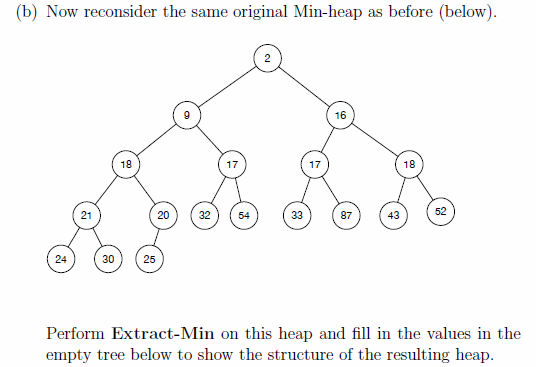 (b) Now reconsider the same original Min-heap as before (below).
2
9 16
18 17 17 18
21 20 32 54 33 87 43 52
24 30 25
Perform Extract-Min on this heap and fill in the values in the
empty tree below to show the structure of the resulting heap.